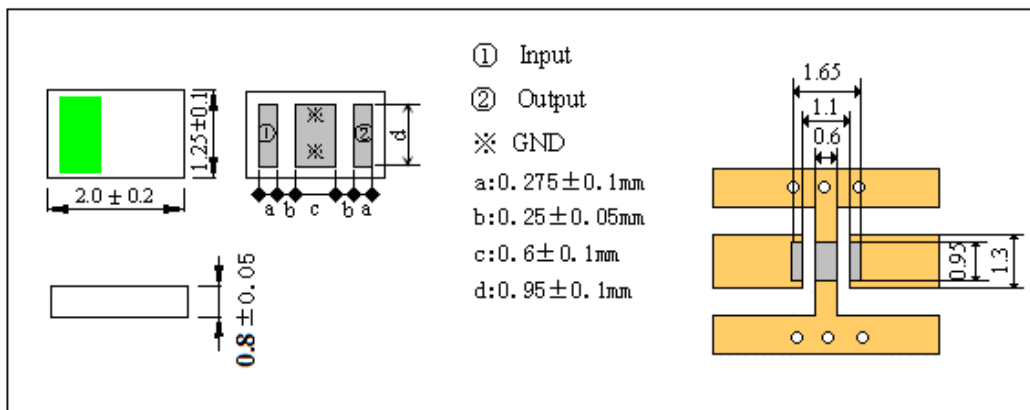 1.25±0.1
2.0 ± 0.2
0.8 ±0.05
① ※ ※ ②
d
a b c b a
① Input
② Output
※ GND
a:0.275±0.1mm
b:0.25±0.05mm
c:0.6±0.1mm
d:0.95±0.1mm
1.65
1.1
0.6
0.95
1.3